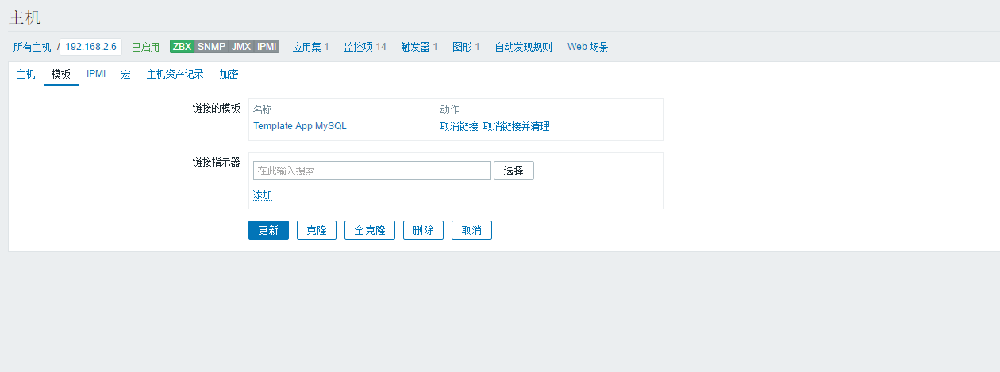 主机
所有主机 / 192.168.2.6 已启用 ZBX SNMP JMX IPMI 应用集 1 监控项 14 触发器 1 图形 1 自动发现规则 Web 场景
主机 模板 IPMI 宏 主机资产记录 加密
链接的模板 名称 动作
Template App MySQL 取消链接 取消链接并清理
链接指示器
在此输入搜索 选择
添加
更新 克隆 全克隆 删除 取消